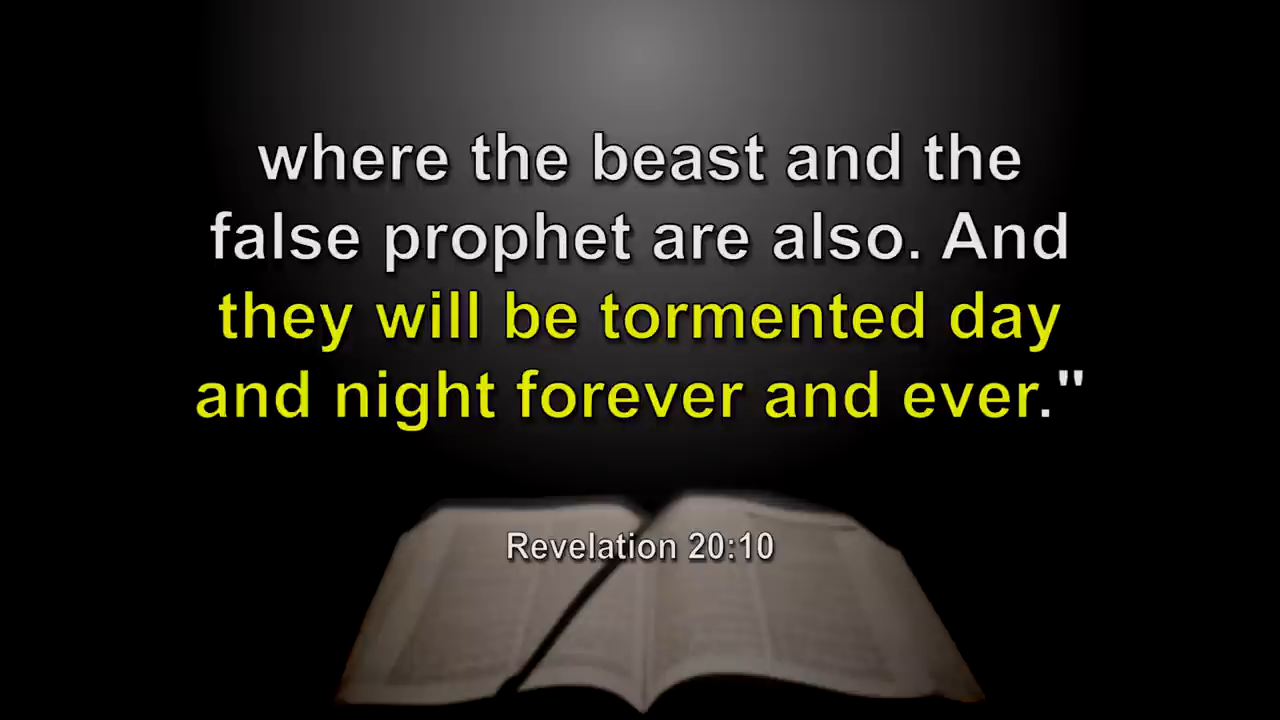 where the beast and the
false prophet are also. And
they will be tormented day
and night forever and ever."
Revelation 20:10